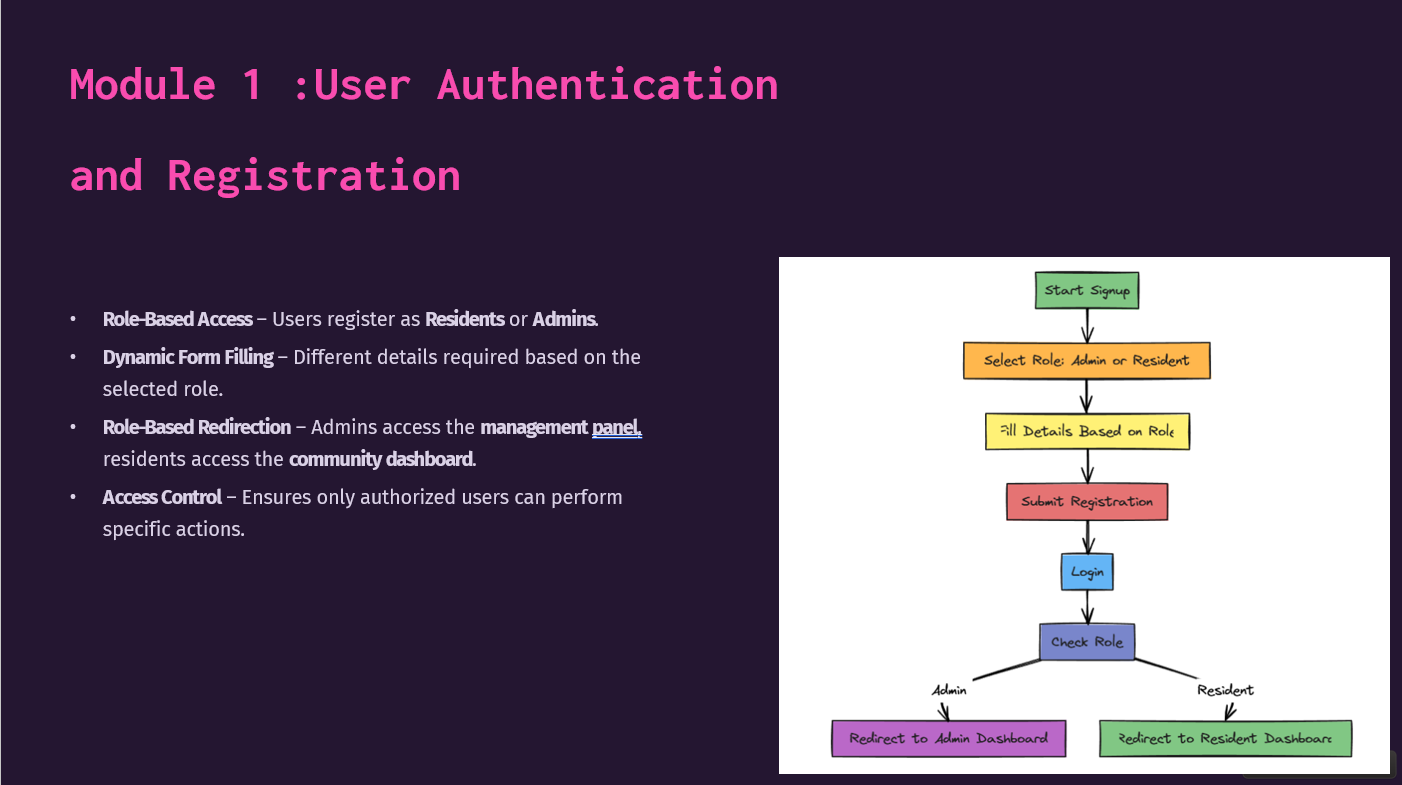 Module 1 :User Authentication
and Registration
• Role-Based Access – Users register as Residents or Admins.
• Dynamic Form Filling – Different details required based on the
selected role.
• Role-Based Redirection – Admins access the management panel,
residents access the community dashboard.
• Access Control – Ensures only authorized users can perform
specific actions.
Start Signup
Select Role: Admin or Resident
Fill Details Based on Role
Submit Registration
Login
Check Role
Admin
Resident
Redirect to Admin Dashboard
Redirect to Resident Dashboard